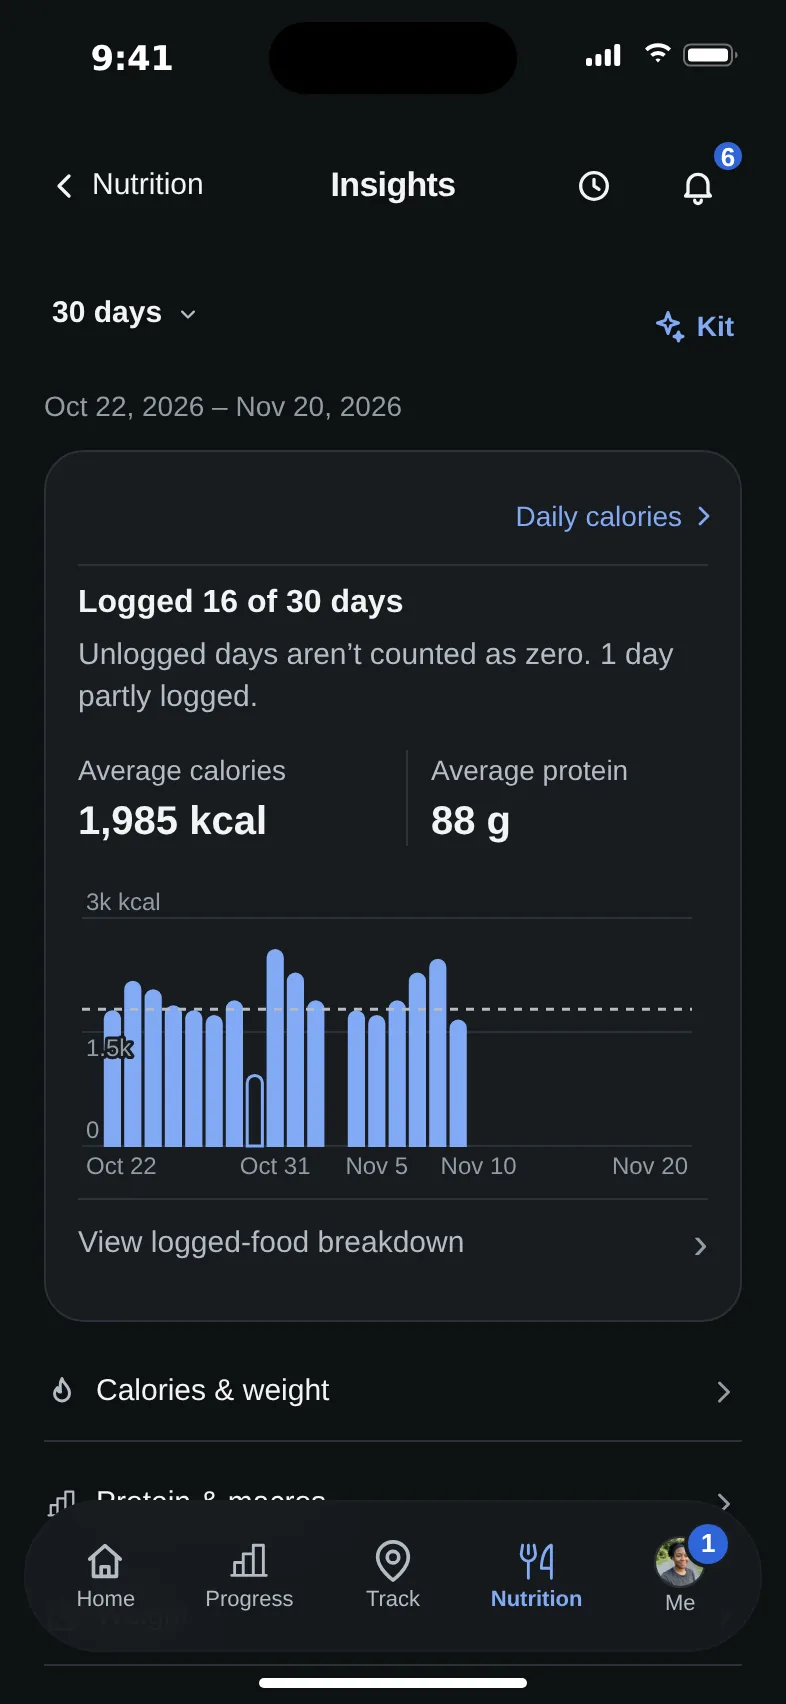 9:41
6
Nutrition
Insights
30 days
Kit
Oct 22, 2026 – Nov 20, 2026
Daily calories
Logged 16 of 30 days
Unlogged days aren’t counted as zero. 1 day
partly logged.
Average calories
Average protein
1,985 kcal
88 g
3k kcal
1.5k
0
Oct 22
Oct 31
Nov 5
Nov 10
Nov 20
View logged-food breakdown
Calories & weight
Protein & macros
1
Home
Progress
Track
Nutrition
Me
Weight